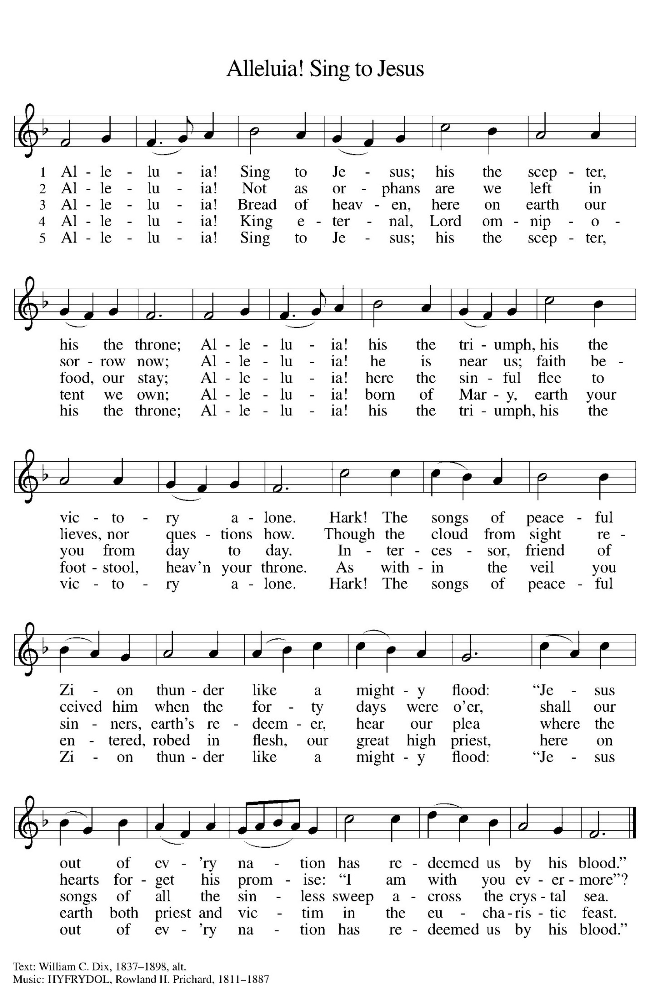 Alleluia! Sing to Jesus
1 Al - le - lu - ia! Sing to Je - sus; his the scep - ter,
2 Al - le - lu - ia! Not as or - phans are we left in
3 Al - le - lu - ia! Bread of heav - en, here on earth our
4 Al - le - lu - ia! King e - ter - nal, Lord om - nip - o -
5 Al - le - lu - ia! Sing to Je - sus; his the scep - ter,
his the throne; Al - le - lu - ia! his the tri - umph, his the
sor - row now; Al - le - lu - ia! he is near us; faith be -
food, our stay; Al - le - lu - ia! here the sin - ful flee to
tent we own; Al - le - lu - ia! born of Mar - y, earth your
his the throne; Al - le - lu - ia! his the tri - umph, his the
vic - to - ry a - lone. Hark! The songs of peace - ful
lieves, nor ques - tions how. Though the cloud from sight re -
you from day to day. In - ter - ces - sor, friend of
foot - stool, heav'n your throne. As with - in the veil you
vic - to - ry a - lone. Hark! The songs of peace - ful
Zi - on thun - der like a might - y flood: “Je - sus
ceived him when the for - ty days were o'er, shall our
sin - ners, earth's re - deem - er, hear our plea where the
en - tered, robed in flesh, our great high priest, here on
Zi - on thun - der like a might - y flood: “Je - sus
out of ev - 'ry na - tion has re - deemed us by his blood.”
hearts for - get his prom - ise: “I am with you ev - er - more”?
songs of all the sin - less sweep a - cross the crys - tal sea.
earth both priest and vic - tim in the eu - cha - ris - tic feast.
out of ev - 'ry na - tion has re - deemed us by his blood.”
Text: William C. Dix, 1837–1898, alt.
Music: HYFRYDOL, Rowland H. Prichard, 1811–1887